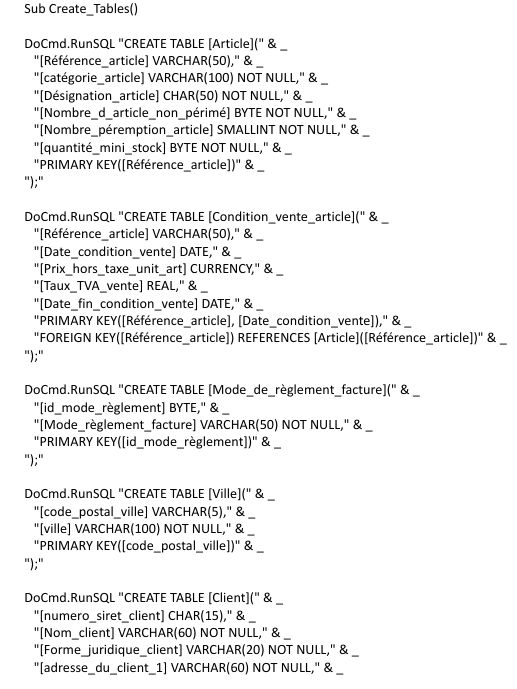 Sub Create_Tables()
DoCmd.RunSQL "CREATE TABLE [Article](" & _
"[Référence_article] VARCHAR(50)," & _
"[catégorie_article] VARCHAR(100) NOT NULL," & _
"[Désignation_article] CHAR(50) NOT NULL," & _
"[Nombre_d_article_non_périmé] BYTE NOT NULL," & _
"[Nombre_péremption_article] SMALLINT NOT NULL," & _
"[quantité_mini_stock] BYTE NOT NULL," & _
"PRIMARY KEY([Référence_article])" & _
");"
DoCmd.RunSQL "CREATE TABLE [Condition_vente_article](" & _
"[Référence_article] VARCHAR(50)," & _
"[Date_condition_vente] DATE," & _
"[Prix_hors_taxe_unit_art] CURRENCY," & _
"[Taux_TVA_vente] REAL," & _
"[Date_fin_condition_vente] DATE," & _
"PRIMARY KEY([Référence_article], [Date_condition_vente])," & _
"FOREIGN KEY([Référence_article]) REFERENCES [Article]([Référence_article])" & _
");"
DoCmd.RunSQL "CREATE TABLE [Mode_de_règlement_facture](" & _
"[id_mode_règlement] BYTE," & _
"[Mode_règlement_facture] VARCHAR(50) NOT NULL," & _
"PRIMARY KEY([id_mode_règlement])" & _
");"
DoCmd.RunSQL "CREATE TABLE [Ville](" & _
"[code_postal_ville] VARCHAR(5)," & _
"[ville] VARCHAR(100) NOT NULL," & _
"PRIMARY KEY([code_postal_ville])" & _
");"
DoCmd.RunSQL "CREATE TABLE [Client](" & _
"[numero_siret_client] CHAR(15)," & _
"[Nom_client] VARCHAR(60) NOT NULL," & _
"[Forme_juridique_client] VARCHAR(20) NOT NULL," & _
"[adresse_du_client_1] VARCHAR(60) NOT NULL," & _